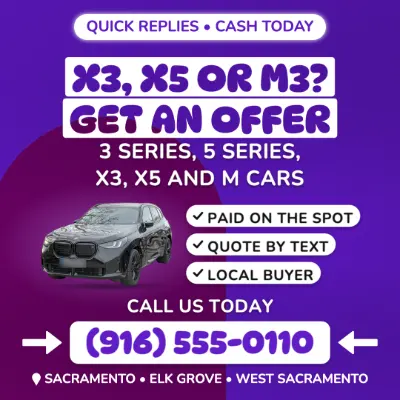 QUICK REPLIES • CASH TODAY
X3, X5 OR M3?
GET AN OFFER
3 SERIES, 5 SERIES,
X3, X5 AND M CARS
PAID ON THE SPOT
QUOTE BY TEXT
LOCAL BUYER
CALL US TODAY
(916) 555-0110
SACRAMENTO • ELK GROVE • WEST SACRAMENTO